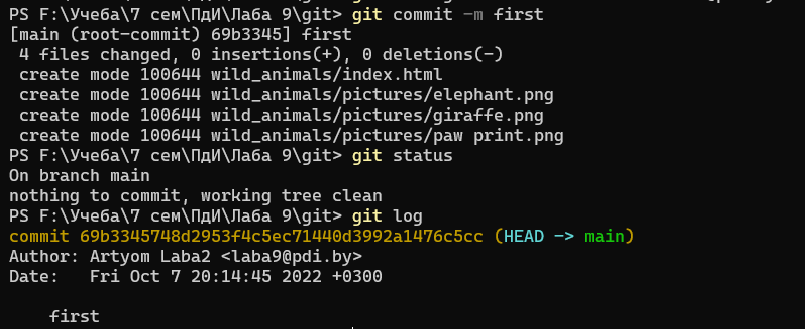 PS F:\Учеба\7 сем\ПдИ\Лаба 9\git> git commit -m first
[main (root-commit) 69b3345] first
 4 files changed, 0 insertions(+), 0 deletions(-)
 create mode 100644 wild_animals/index.html
 create mode 100644 wild_animals/pictures/elephant.png
 create mode 100644 wild_animals/pictures/giraffe.png
 create mode 100644 wild_animals/pictures/paw print.png
PS F:\Учеба\7 сем\ПдИ\Лаба 9\git> git status
On branch main
nothing to commit, working tree clean
PS F:\Учеба\7 сем\ПдИ\Лаба 9\git> git log
commit 69b3345748d2953f4c5ec71440d3992a1476c5cc (HEAD -> main)
Author: Artyom Laba2 <laba9@pdi.by>
Date:   Fri Oct 7 20:14:45 2022 +0300
    first